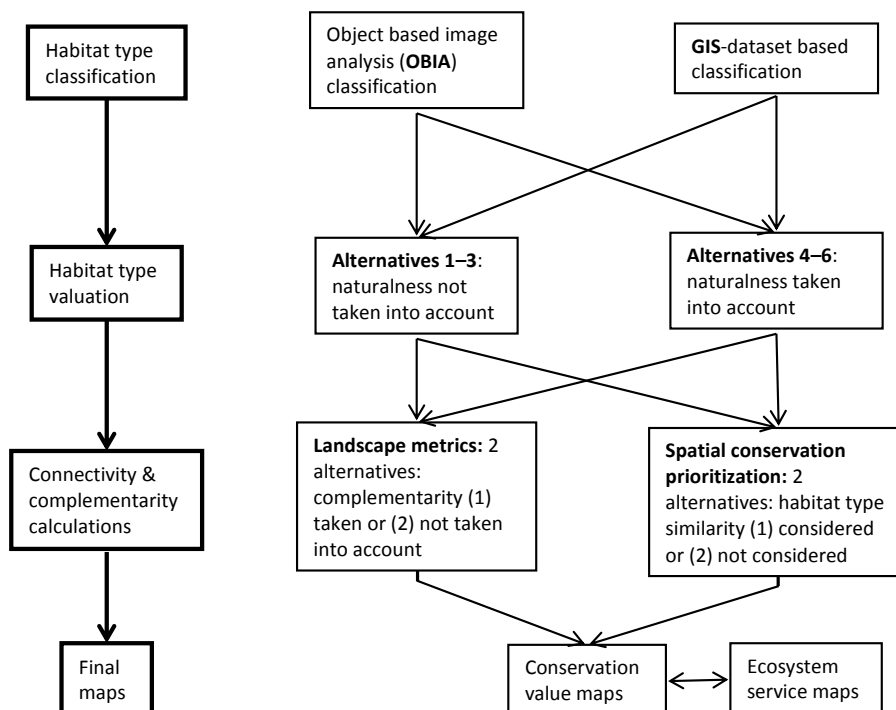 Habitat type
classification
Object based image
analysis (OBIA)
classification
GIS-dataset based
classification
Habitat type
valuation
Alternatives 1–3:
naturalness not
taken into account
Alternatives 4–6:
naturalness taken
into account
Connectivity &
complementarity
calculations
Landscape metrics: 2
alternatives:
complementarity (1)
taken or (2) not taken
into account
Spatial conservation
prioritization: 2
alternatives: habitat type
similarity (1) considered
or (2) not considered
Final
maps
Conservation
value maps
Ecosystem
service maps